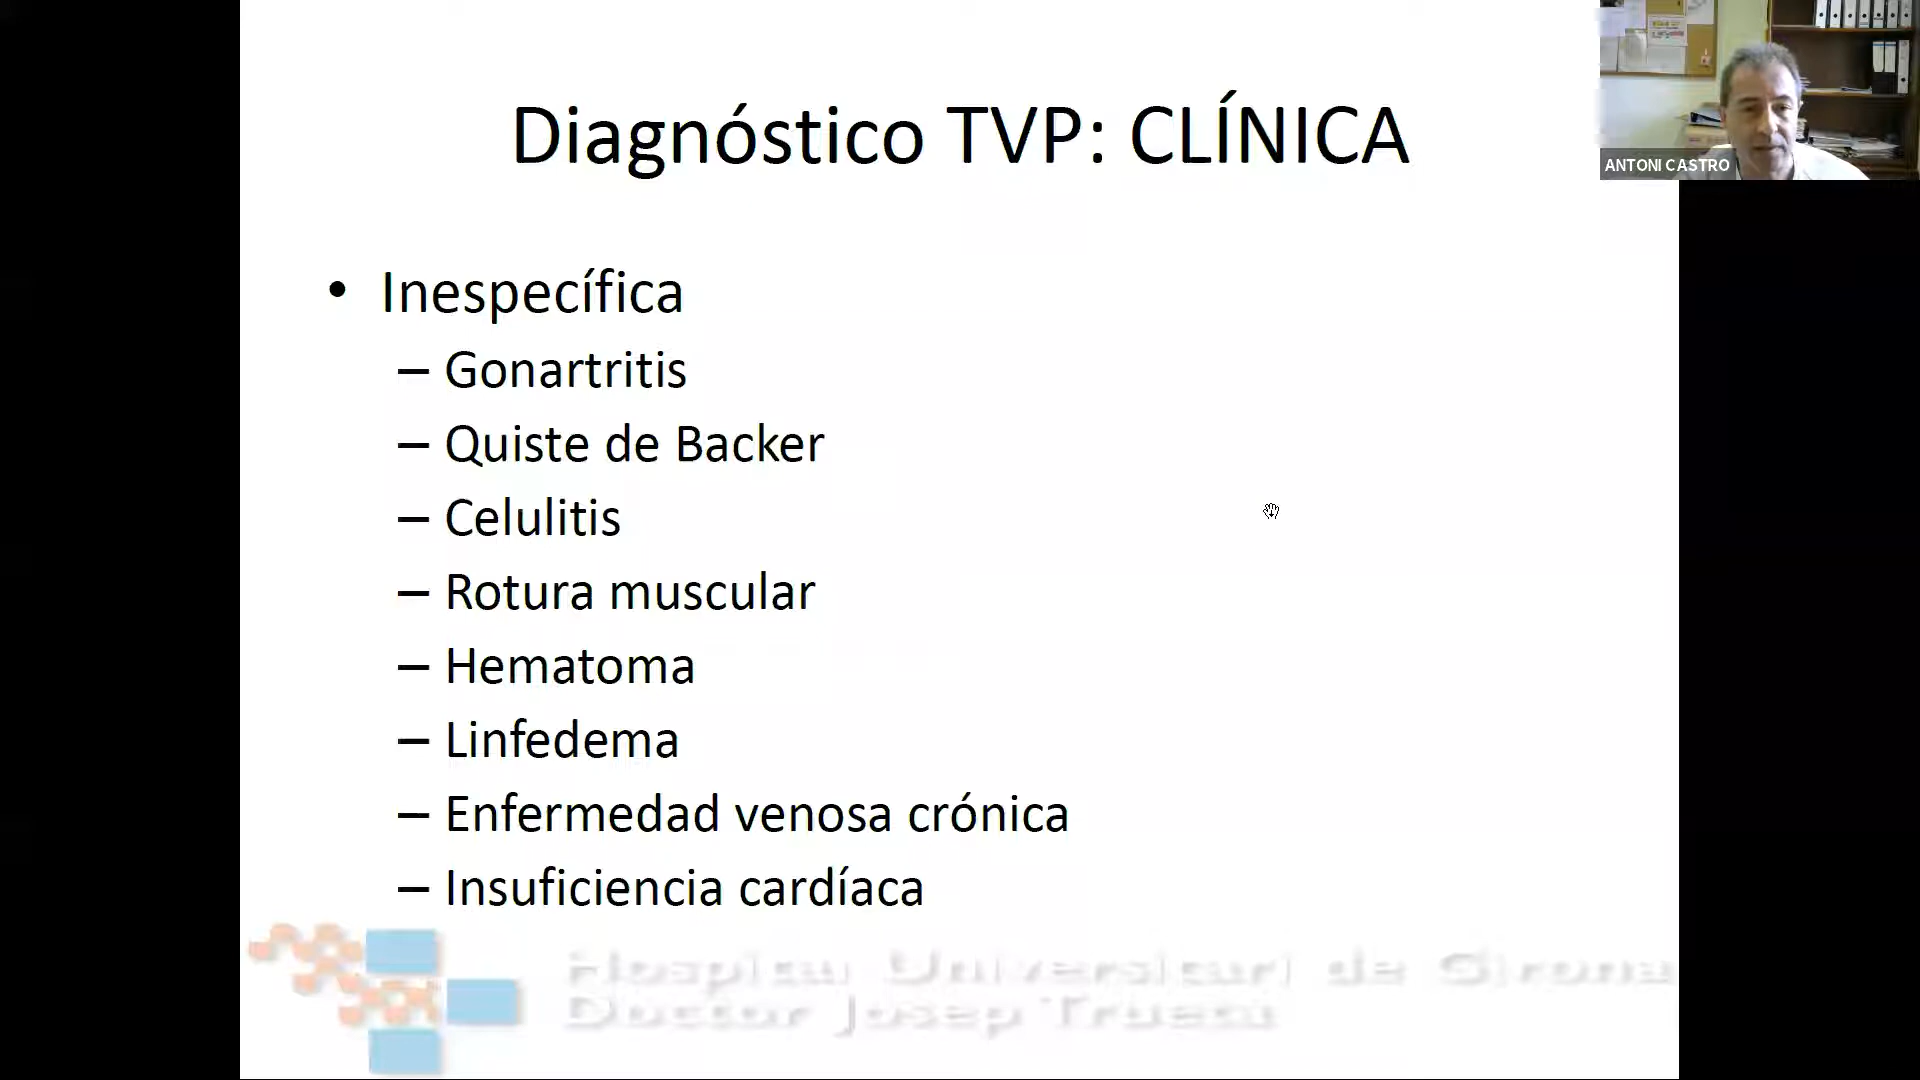 Diagnóstico TVP: CLÍNICA
ANTONI CASTRO
• Inespecífica
– Gonartritis
– Quiste de Backer
– Celulitis
– Rotura muscular
– Hematoma
– Linfedema
– Enfermedad venosa crónica
– Insuficiencia cardíaca
Hospital Universitari de Girona
Doctor Josep Trueta